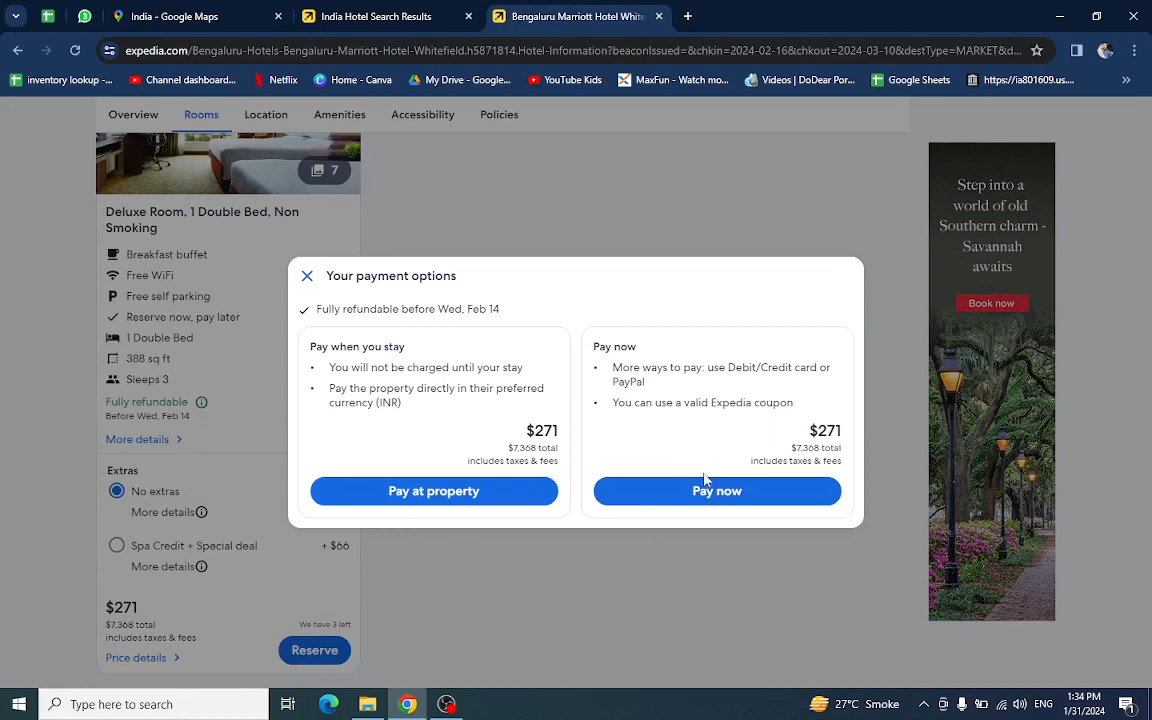 India - Google Maps
India Hotel Search Results
Bengaluru Marriott Hotel White
expedia.com/Bengaluru-Hotels-Bengaluru-Marriott-Hotel-Whitefield.h5871814.Hotel-Information?beaconIssued=&chkin=2024-02-16&chkout=2024-03-10&destType=MARKET&d...
inventory lookup -...
Channel dashboard...
Netflix
Home - Canva
My Drive - Google...
YouTube Kids
MaxFun - Watch mo...
Videos | DoDear Por...
Google Sheets
https://ia801609.us....
Overview
Rooms
Location
Amenities
Accessibility
Policies
7
Deluxe Room, 1 Double Bed, Non
Smoking
Breakfast buffet
Free WiFi
Free self parking
Reserve now, pay later
1 Double Bed
388 sq ft
Sleeps 3
Fully refundable
Before Wed, Feb 14
More details
Extras
No extras
More details
Spa Credit + Special deal
+ $66
More details
$271
$7,368 total
includes taxes & fees
We have 3 left
Price details
Reserve
Your payment options
Fully refundable before Wed, Feb 14
Pay when you stay
• You will not be charged until your stay
• Pay the property directly in their preferred
currency (INR)
$271
$7,368 total
includes taxes & fees
Pay at property
Pay now
• More ways to pay: use Debit/Credit card or
PayPal
• You can use a valid Expedia coupon
$271
$7,368 total
includes taxes & fees
Pay now
Step into a
world of old
Southern charm -
Savannah
awaits
Book now
Type here to search
27°C Smoke
ENG
1:34 PM
1/31/2024
1